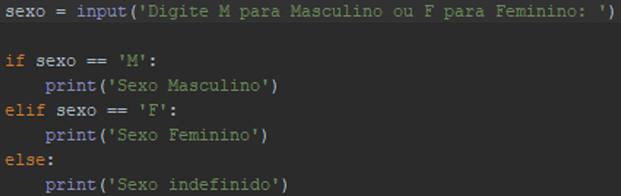 sexo = input('Digite M para Masculino ou F para Feminino: ')
if sexo == 'M':
    print('Sexo Masculino')
elif sexo == 'F':
    print('Sexo Feminino')
else:
    print('Sexo indefinido')